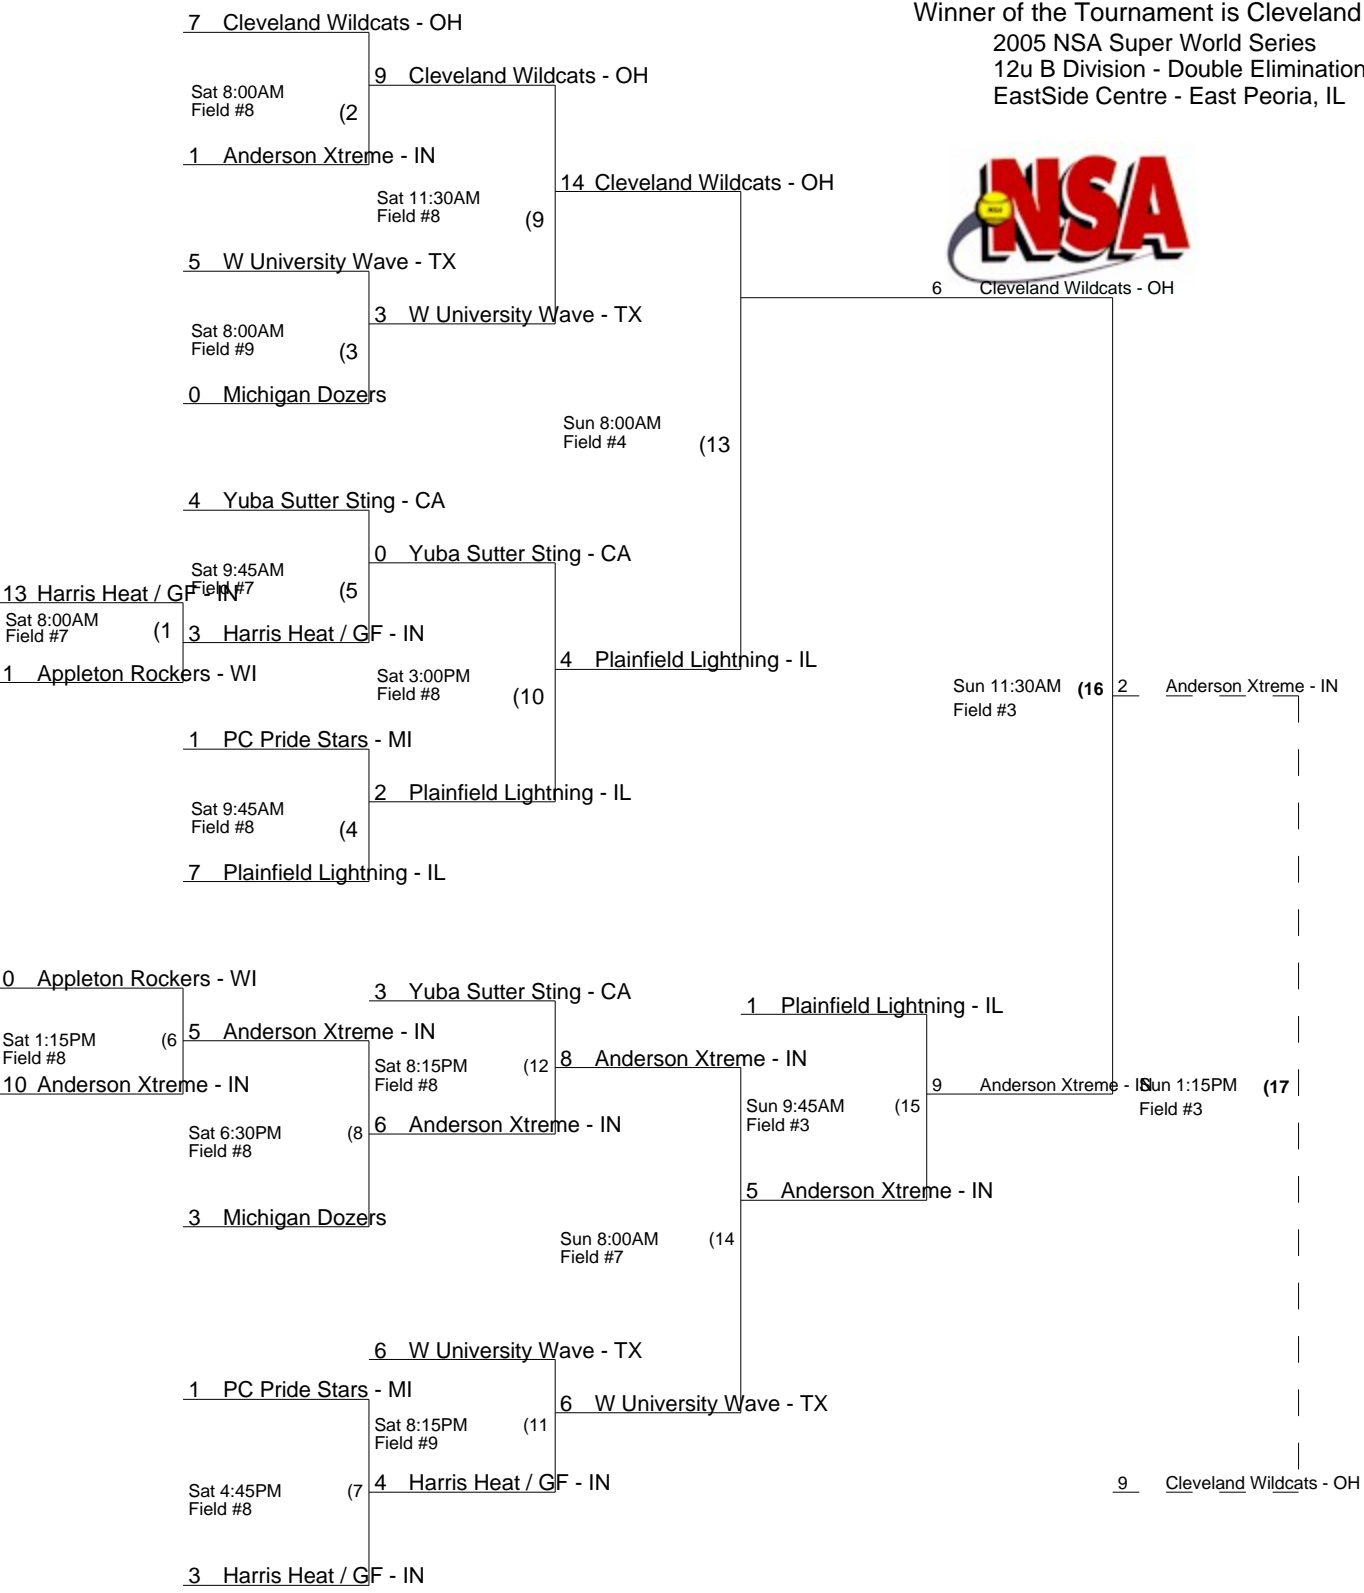 Winner of the Tournament is Cleveland
2005 NSA Super World Series
12u B Division - Double Elimination
EastSide Centre - East Peoria, IL
NSA
NSA
7 Cleveland Wildcats - OH
Sat 8:00AM
Field #8 (2
9 Cleveland Wildcats - OH
1 Anderson Xtreme - IN
Sat 11:30AM
Field #8 (9
14 Cleveland Wildcats - OH
5 W University Wave - TX
Sat 8:00AM
Field #9 (3
3 W University Wave - TX
0 Michigan Dozers
6 Cleveland Wildcats - OH
Sun 8:00AM
Field #4 (13
4 Yuba Sutter Sting - CA
Sat 9:45AM
Field #7 (5
0 Yuba Sutter Sting - CA
13 Harris Heat / GF - IN
Sat 8:00AM
Field #7 (1
3 Harris Heat / GF - IN
1 Appleton Rockers - WI
Sat 3:00PM
Field #8 (10
4 Plainfield Lightning - IL
1 PC Pride Stars - MI
Sat 9:45AM
Field #8 (4
2 Plainfield Lightning - IL
7 Plainfield Lightning - IL
Sun 11:30AM (16
Field #3
2 Anderson Xtreme - IN
0 Appleton Rockers - WI
Sat 1:15PM (6
Field #8
5 Anderson Xtreme - IN
10 Anderson Xtreme - IN
3 Yuba Sutter Sting - CA
Sat 8:15PM (12
Field #8
8 Anderson Xtreme - IN
Sat 6:30PM (8
Field #8
6 Anderson Xtreme - IN
3 Michigan Dozers
1 Plainfield Lightning - IL
Sun 9:45AM (15
Field #3
9 Anderson Xtreme - IN
Sun 1:15PM (17
Field #3
5 Anderson Xtreme - IN
Sun 8:00AM (14
Field #7
6 W University Wave - TX
1 PC Pride Stars - MI
Sat 8:15PM (11
Field #9
6 W University Wave - TX
Sat 4:45PM (7
Field #8
4 Harris Heat / GF - IN
3 Harris Heat / GF - IN
9 Cleveland Wildcats - OH